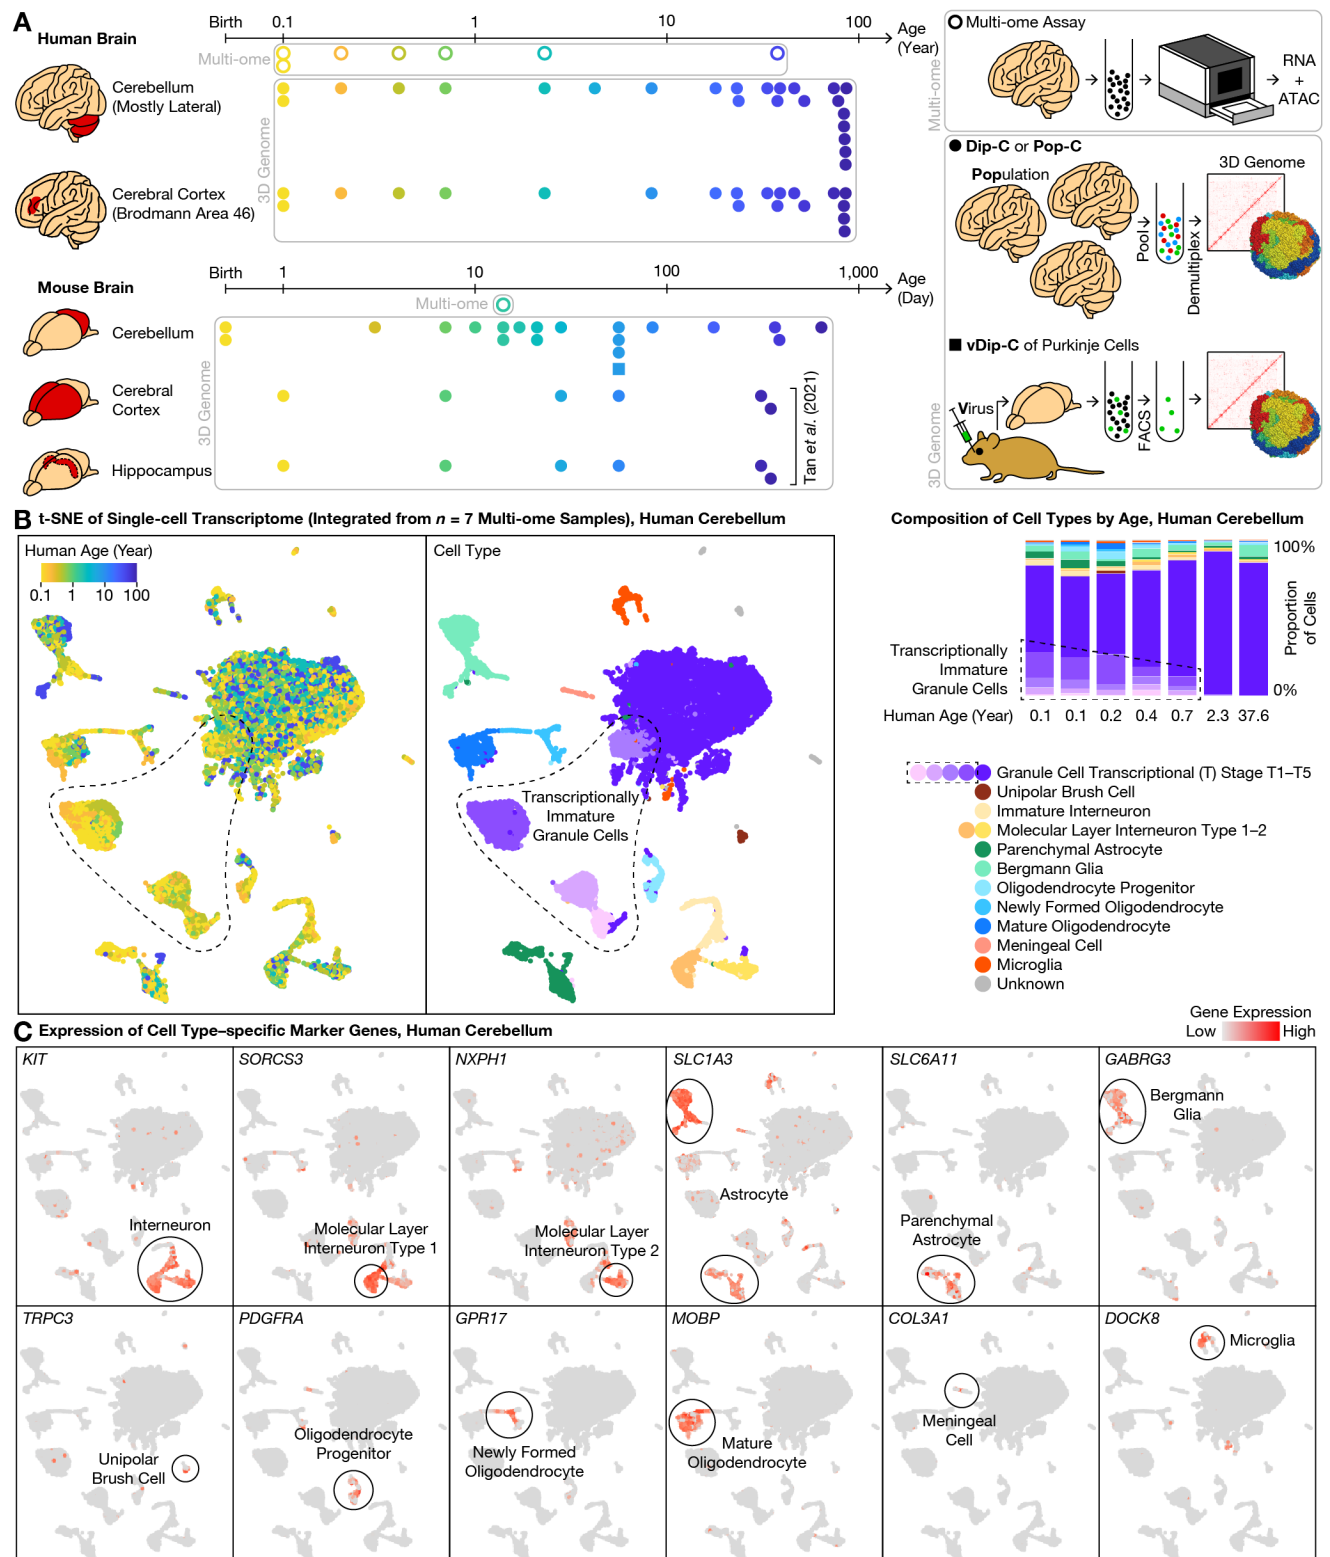 A
Human Brain
Birth 0.1 1 10 100 Age
(Year)
Multi-ome
Cerebellum
(Mostly Lateral)
3D Genome
Cerebral Cortex
(Brodmann Area 46)
Mouse Brain
Birth 1 10 100 1,000 Age
(Day)
Multi-ome
Cerebellum
3D Genome
Cerebral
Cortex
Hippocampus
Tan et al. (2021)
Multi-ome Assay
Multi-ome
RNA
+
ATAC
Dip-C or Pop-C
Population
3D Genome
Pool
Demultiplex
vDip-C of Purkinje Cells
Virus
FACS
3D Genome
B t-SNE of Single-cell Transcriptome (Integrated from n = 7 Multi-ome Samples), Human Cerebellum
Human Age (Year)
0.1 1 10 100
Cell Type
Transcriptionally
Immature
Granule Cells
Composition of Cell Types by Age, Human Cerebellum
100%
Proportion
of Cells
0%
Transcriptionally
Immature
Granule Cells
Human Age (Year) 0.1 0.1 0.2 0.4 0.7 2.3 37.6
Granule Cell Transcriptional (T) Stage T1–T5
Unipolar Brush Cell
Immature Interneuron
Molecular Layer Interneuron Type 1–2
Parenchymal Astrocyte
Bergmann Glia
Oligodendrocyte Progenitor
Newly Formed Oligodendrocyte
Mature Oligodendrocyte
Meningeal Cell
Microglia
Unknown
C Expression of Cell Type–specific Marker Genes, Human Cerebellum
Gene Expression
Low High
KIT
Interneuron
SORCS3
Molecular Layer
Interneuron Type 1
NXPH1
Molecular Layer
Interneuron Type 2
SLC1A3
Astrocyte
SLC6A11
Parenchymal
Astrocyte
GABRG3
Bergmann
Glia
TRPC3
Unipolar
Brush Cell
PDGFRA
Oligodendrocyte
Progenitor
GPR17
Newly Formed
Oligodendrocyte
MOBP
Mature
Oligodendrocyte
COL3A1
Meningeal
Cell
DOCK8
Microglia